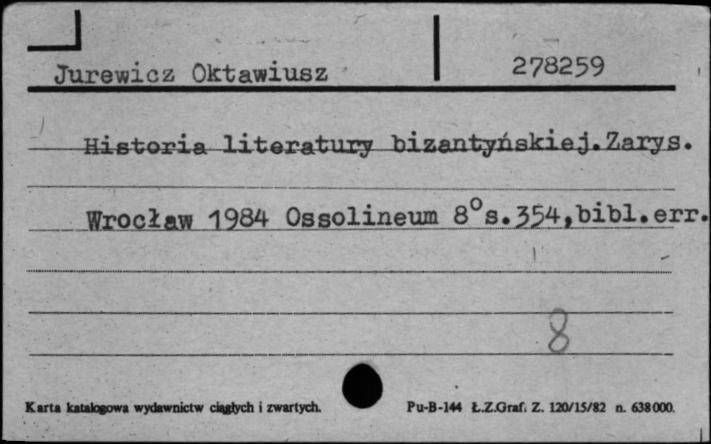 Jurewicz Oktawiusz 278259
Historia literatury bizantyńskiej.Zarys.
Wrocław 1984 Ossolineum 8°s.354,bibl.err.
8
Karta katalogowa wydawnictw ciągłych i zwartych. Pu-B-144 Ł.Z.Graf. Z. 120/15/82 n. 638000.